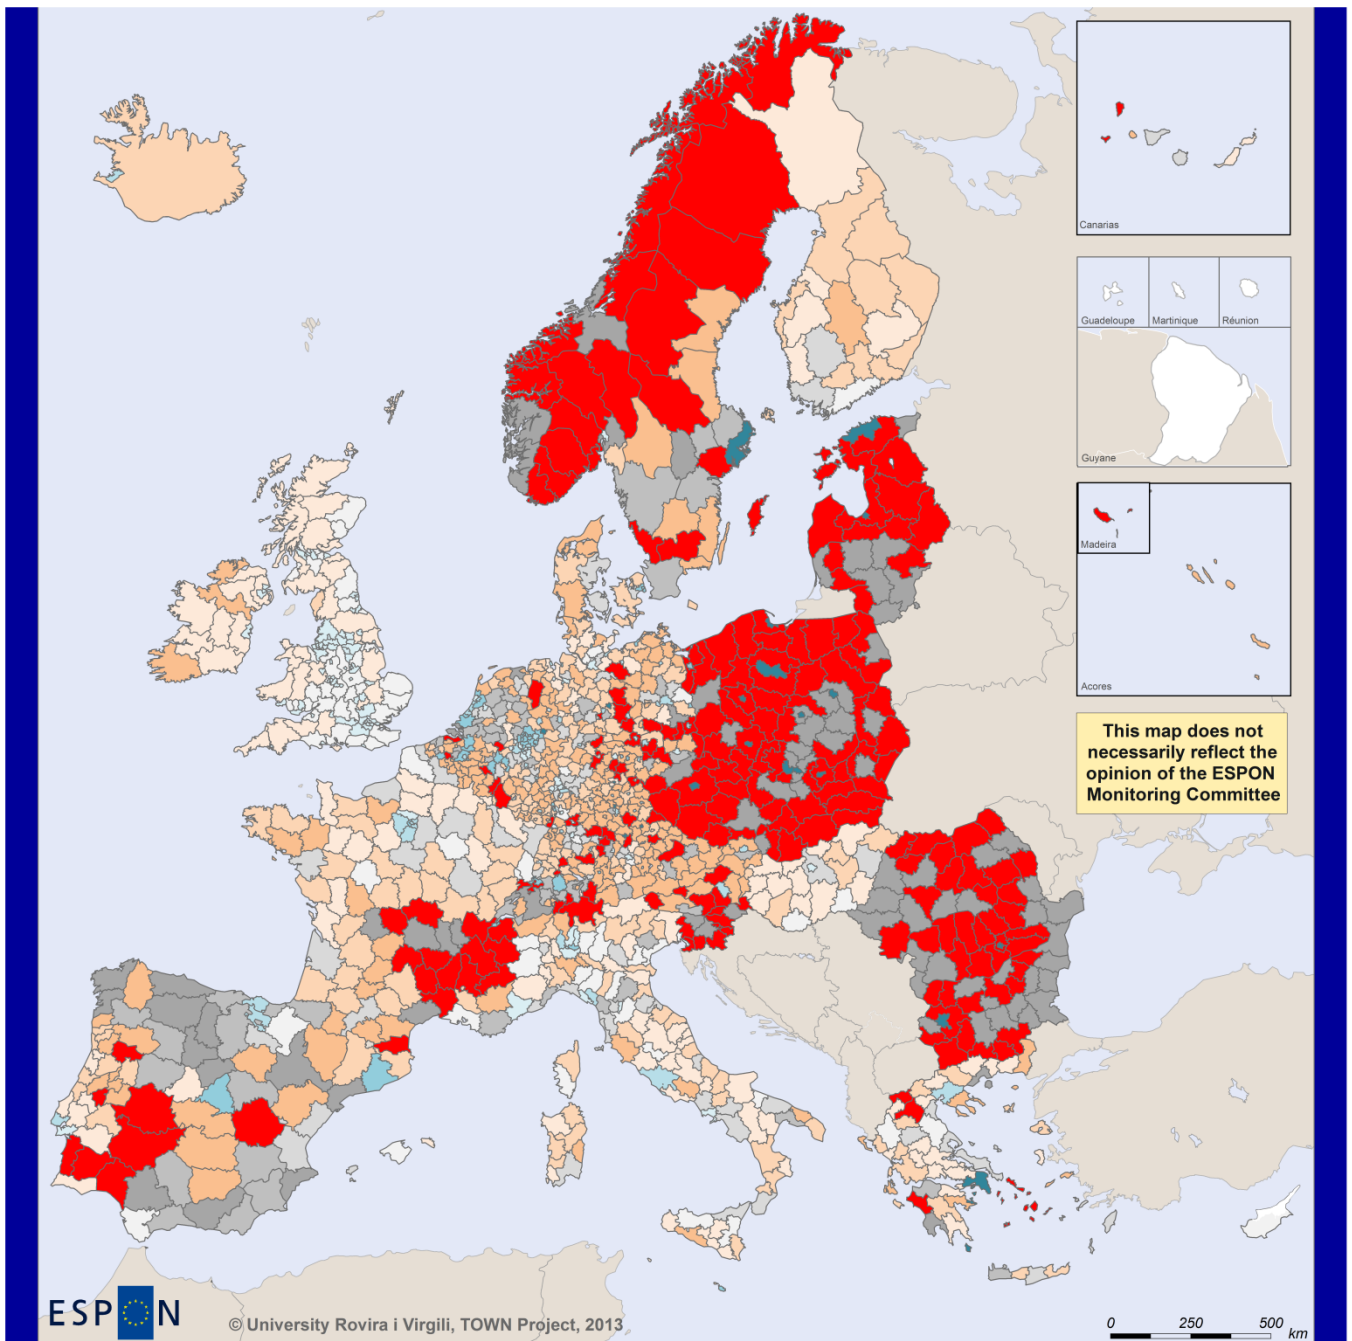 Canarias
Guadeloupe
Martinique
Réunion
Guyane
Madeira
Acores
This map does not
necessarily reflect the
opinion of the ESPON
Monitoring Committee
ESPON
© University Rovira i Virgili, TOWN Project, 2013
0 250 500
km